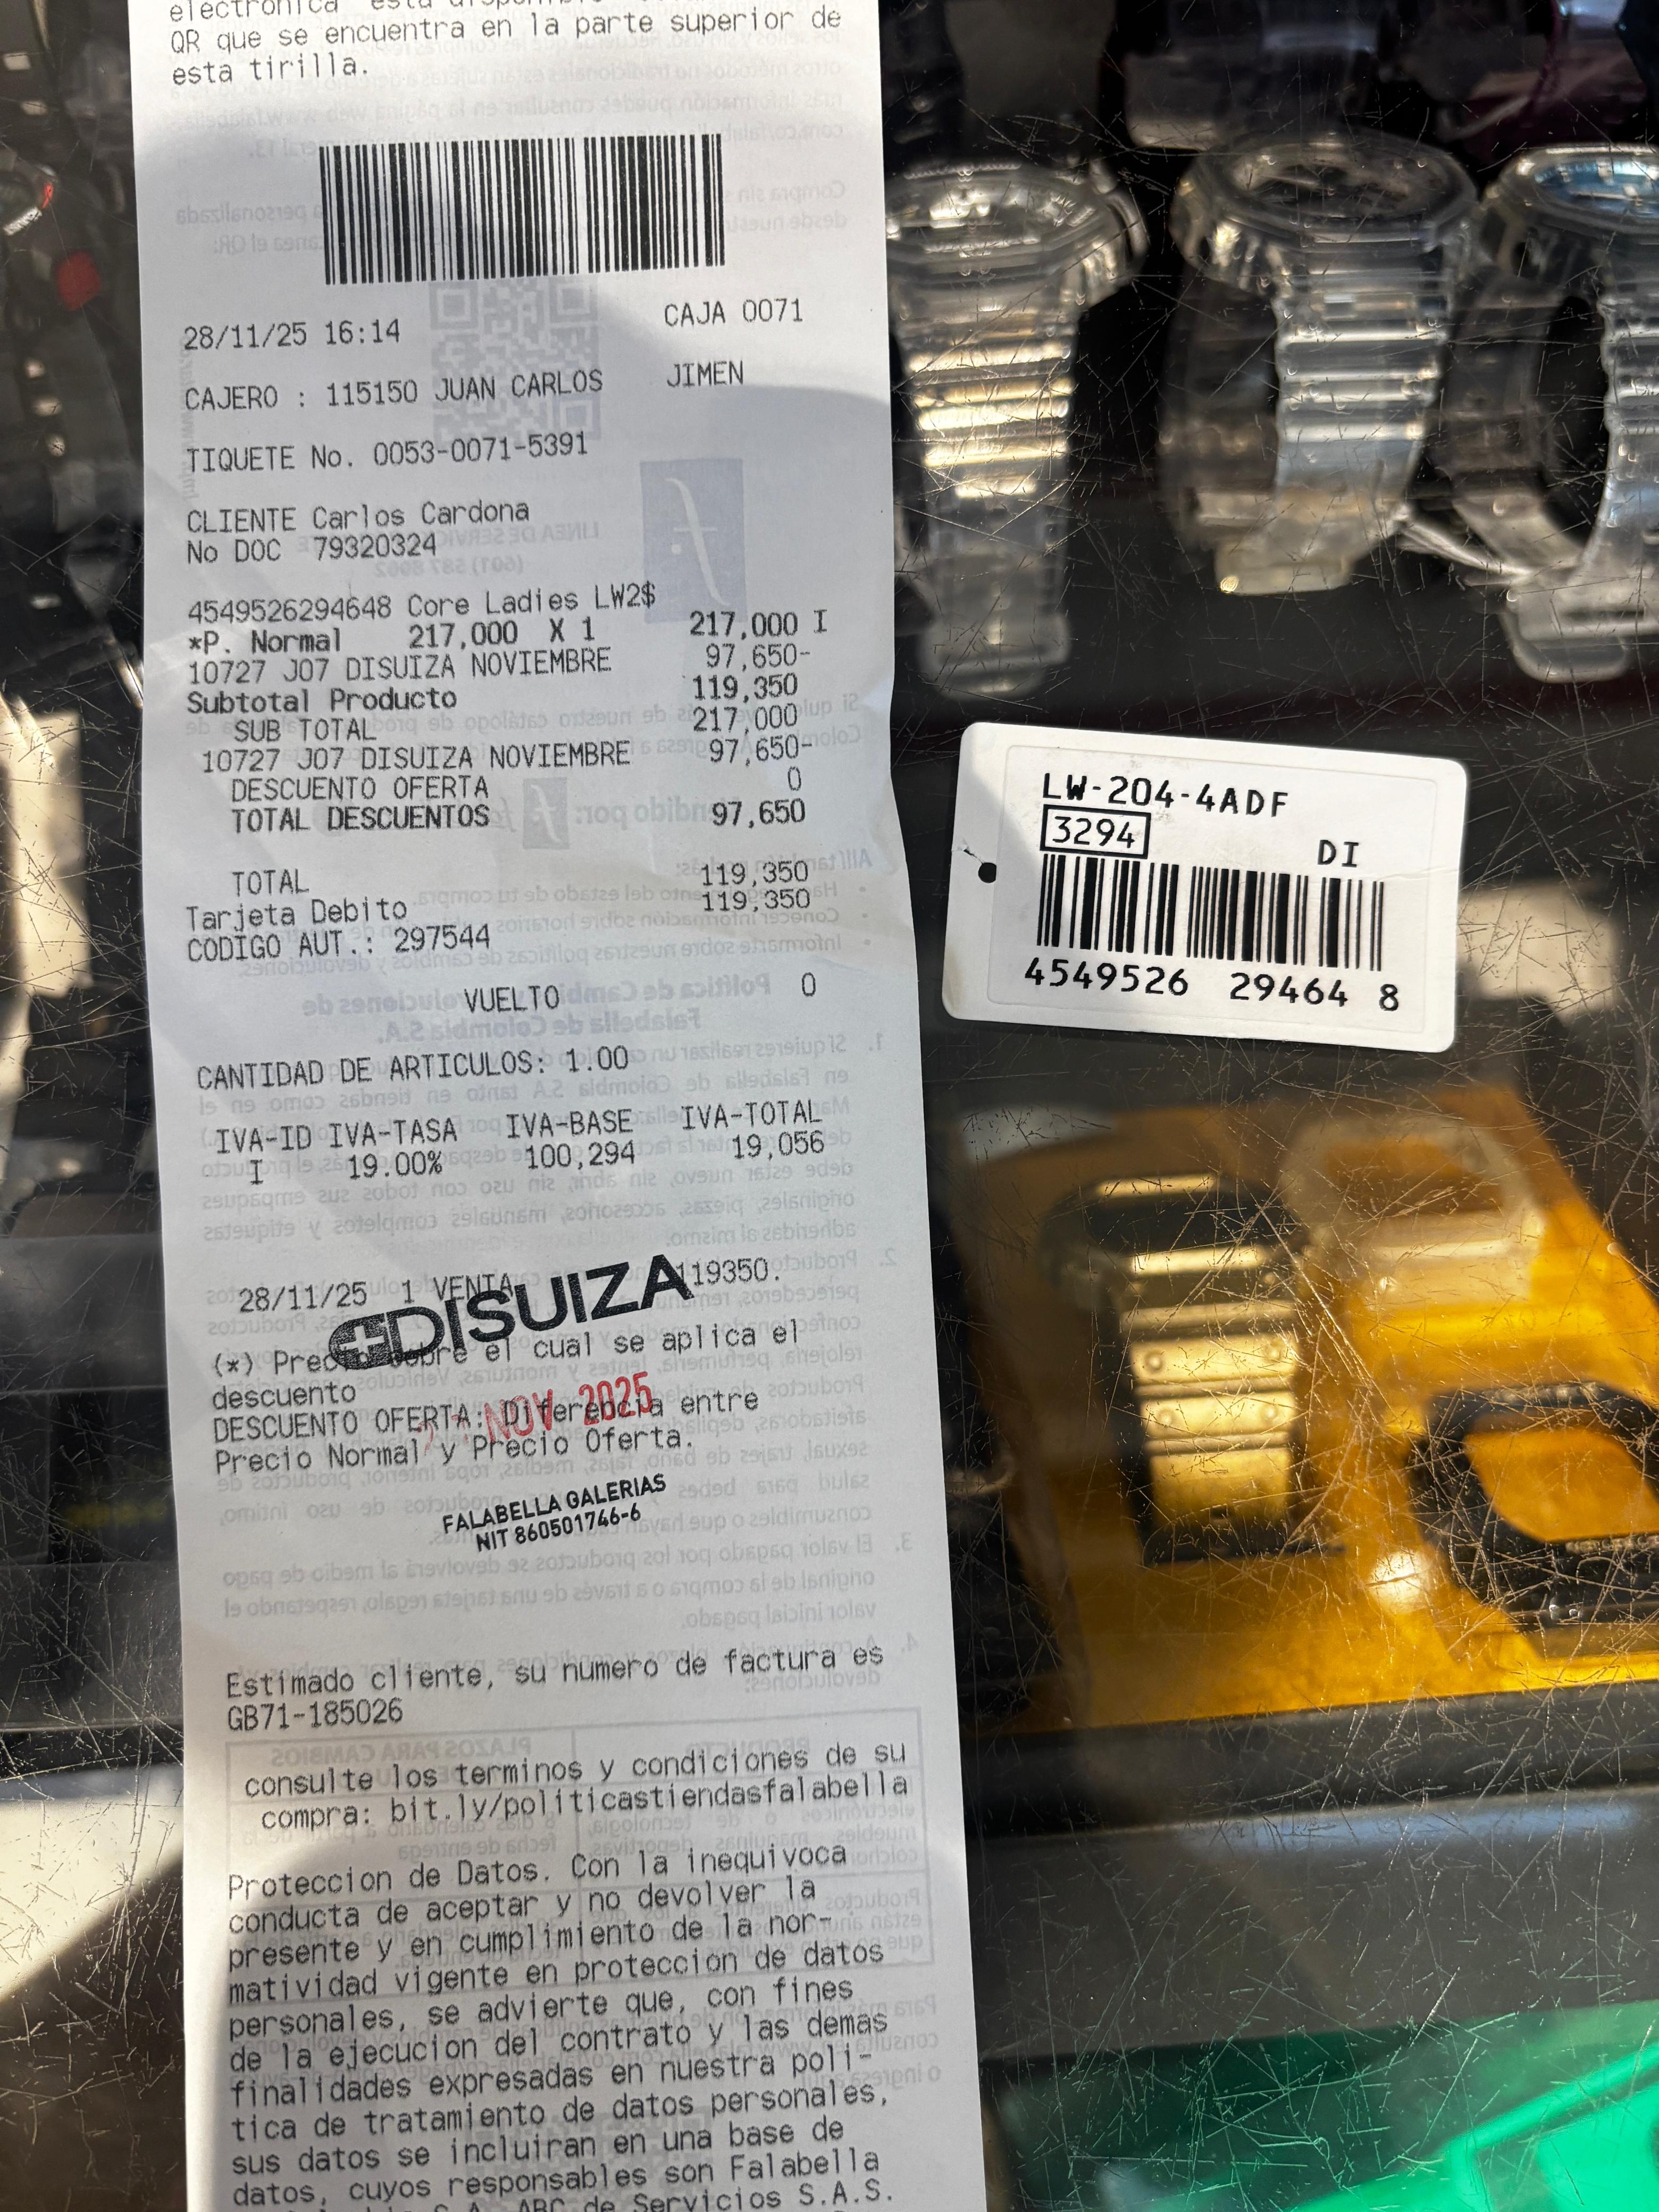 QR que se encuentra en la parte superior de
esta tirilla.
28/11/25 16:14 CAJA 0071
CAJERO : 115150 JUAN CARLOS JIMEN
TIQUETE No. 0053-0071-5391
CLIENTE Carlos Cardona
No DOC 79320324
4549526294648 Core Ladies LW2$
*P. Normal 217,000 X 1 217,000 I
10727 J07 DISUIZA NOVIEMBRE 97,650-
Subtotal Producto 119,350
SUB TOTAL 217,000
10727 J07 DISUIZA NOVIEMBRE 97,650-
DESCUENTO OFERTA 0
TOTAL DESCUENTOS 97,650
TOTAL 119,350
Tarjeta Debito 119,350
CODIGO AUT.: 297544
VUELTO 0
CANTIDAD DE ARTICULOS: 1.00
IVA-ID IVA-TASA IVA-BASE IVA-TOTAL
I 19.00% 100,294 19,056
28/11/25 1 VENTA 119350.
DISUIZA
(*) Precio sobre el cual se aplica el
descuento
DESCUENTO OFERTA: Diferencia entre
NOV 2025
Precio Normal y Precio Oferta.
FALABELLA GALERIAS
NIT 860501746-6
Estimado cliente, su numero de factura es
GB71-185026
consulte los terminos y condiciones de su
compra: bit.ly/politicastiendasfalabella
Proteccion de Datos. Con la inequivoca
conducta de aceptar y no devolver la
presente y en cumplimiento de la nor-
matividad vigente en proteccion de datos
personales, se advierte que, con fines
de la ejecucion del contrato y las demas
finalidades expresadas en nuestra poli-
tica de tratamiento de datos personales,
sus datos se incluiran en una base de
datos, cuyos responsables son Falabella
ABC de Servicios S.A.S.
LW-204-4ADF
3294
DI
4549526 29464 8